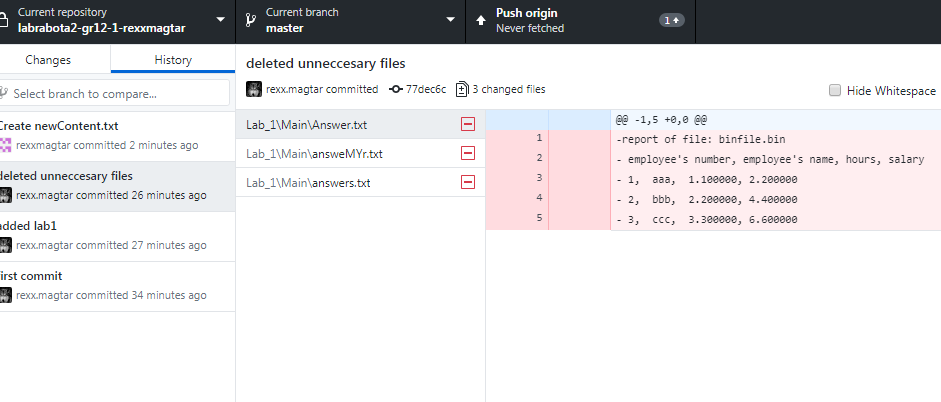 Current repository
labrabota2-gr12-1-rexxmagtar
Current branch
master
Push origin
Never fetched
1
Changes
History
Select branch to compare...
Create newContent.txt
rexx.magtar committed 2 minutes ago
deleted unneccesary files
rexx.magtar committed 26 minutes ago
added lab1
rexx.magtar committed 27 minutes ago
first commit
rexx.magtar committed 34 minutes ago
deleted unneccesary files
rexx.magtar committed
77dec6c
3 changed files
Hide Whitespace
Lab_1\Main\Answer.txt
Lab_1\Main\answeMYr.txt
Lab_1\Main\answers.txt
@@ -1,5 +0,0 @@
1 -report of file: binfile.bin
2 - employee's number, employee's name, hours, salary
3 - 1,  aaa,  1.100000, 2.200000
4 - 2,  bbb,  2.200000, 4.400000
5 - 3,  ccc,  3.300000, 6.600000